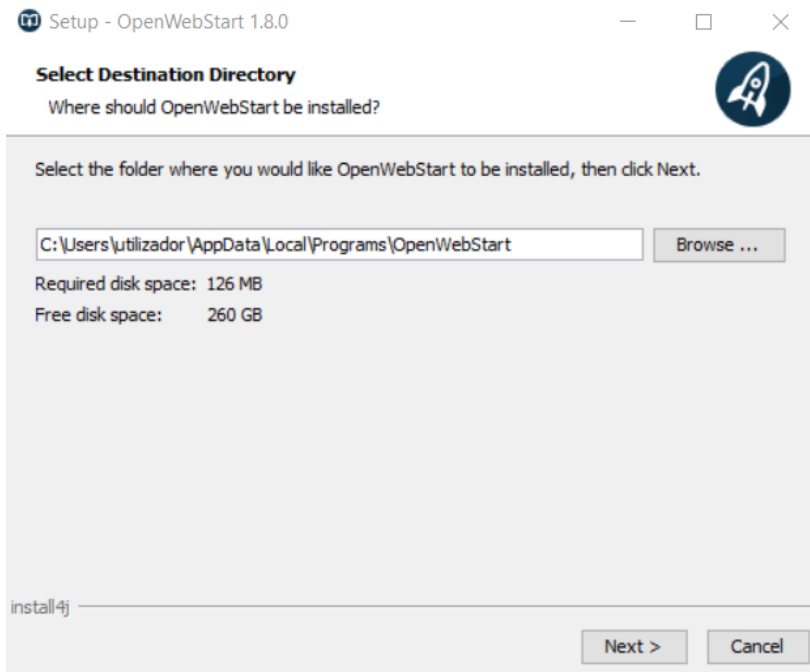 Setup - OpenWebStart 1.8.0
Select Destination Directory
Where should OpenWebStart be installed?
Select the folder where you would like OpenWebStart to be installed, then click Next.
C:\Users\utilizador\AppData\Local\Programs\OpenWebStart
Browse ...
Required disk space: 126 MB
Free disk space: 260 GB
install4j
Next >
Cancel